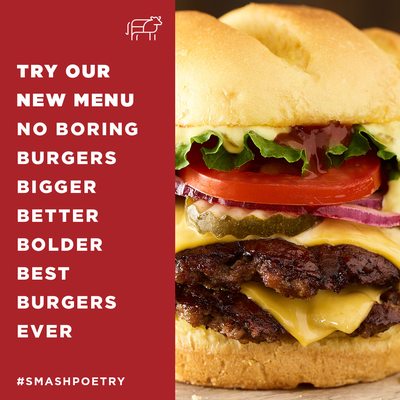 TRY OUR
NEW MENU
NO BORING
BURGERS
BIGGER
BETTER
BOLDER
BEST
BURGERS
EVER
#SMASHPOETRY